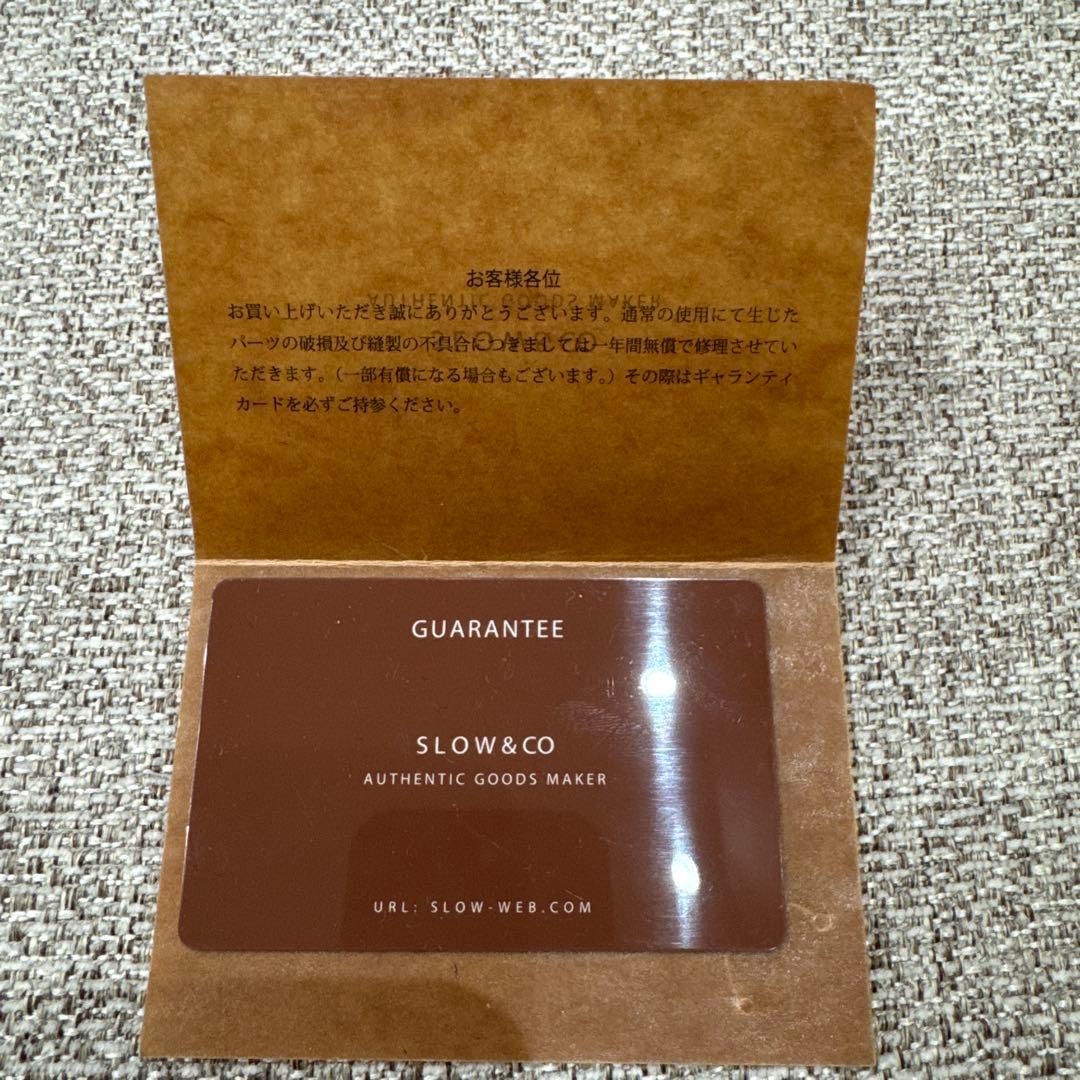 お客様各位
お買い上げいただき誠にありがとうございます。通常の使用にて生じた
パーツの破損及び縫製の不具合につきましては一年間無償で修理させてい
ただきます。（一部有償になる場合もございます。）その際はギャランティ
カードを必ずご持参ください。
AUTHENTIC GOODS MAKER
SLOW&CO
GUARANTEE
SLOW&CO
AUTHENTIC GOODS MAKER
URL: SLOW-WEB.COM